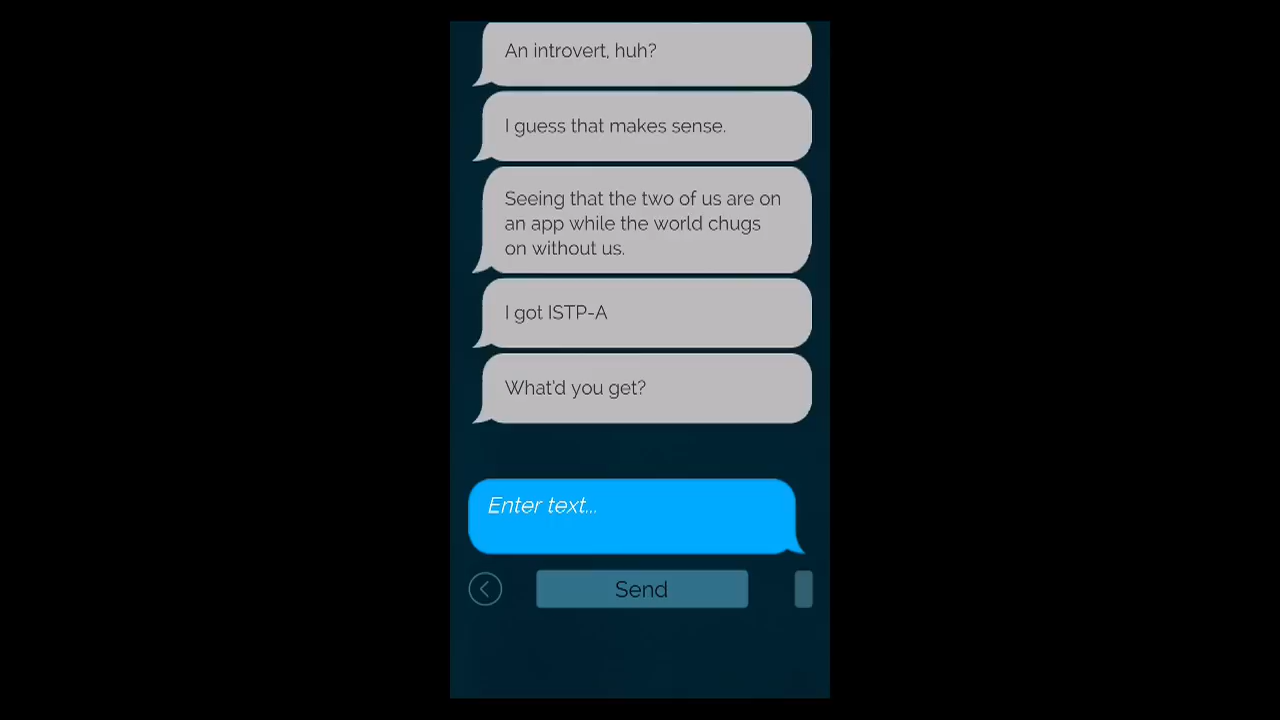 An introvert, huh?
I guess that makes sense.
Seeing that the two of us are on
an app while the world chugs
on without us.
I got ISTP-A
What'd you get?
Enter text...
Send